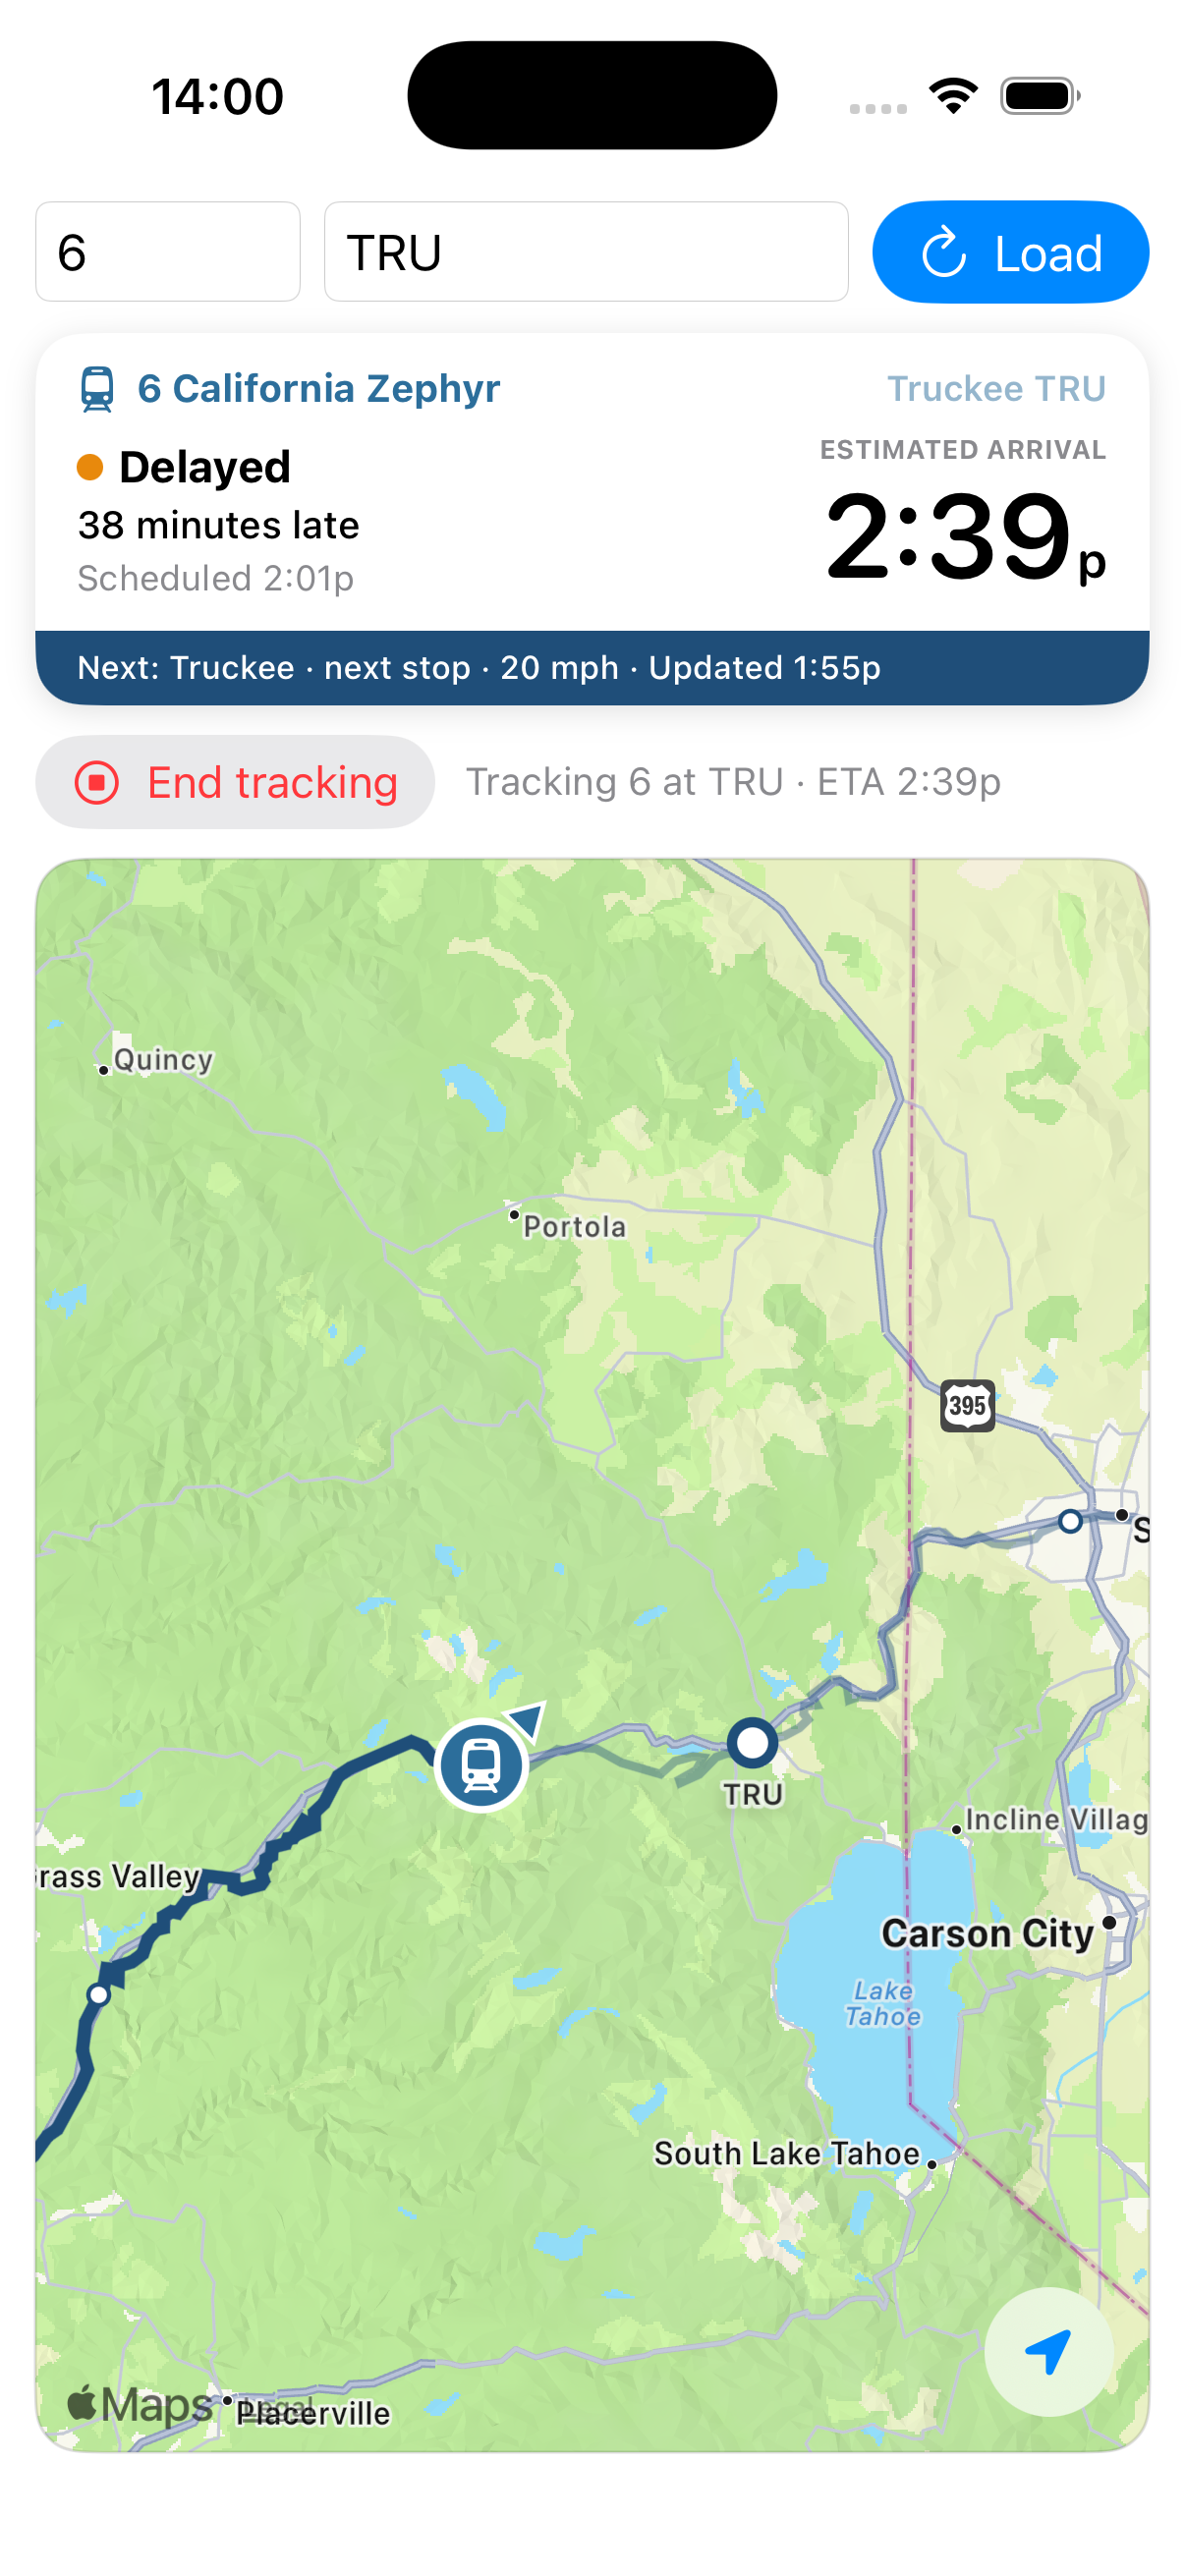 14:00
6
TRU
Load
6 California Zephyr
Truckee TRU
Delayed
ESTIMATED ARRIVAL
38 minutes late
2:39p
Scheduled 2:01p
Next: Truckee · next stop · 20 mph · Updated 1:55p
End tracking
Tracking 6 at TRU · ETA 2:39p
Quincy
Portola
395
S
TRU
Incline Villag
rass Valley
Carson City
Lake
Tahoe
South Lake Tahoe
Maps
Legal
Placerville